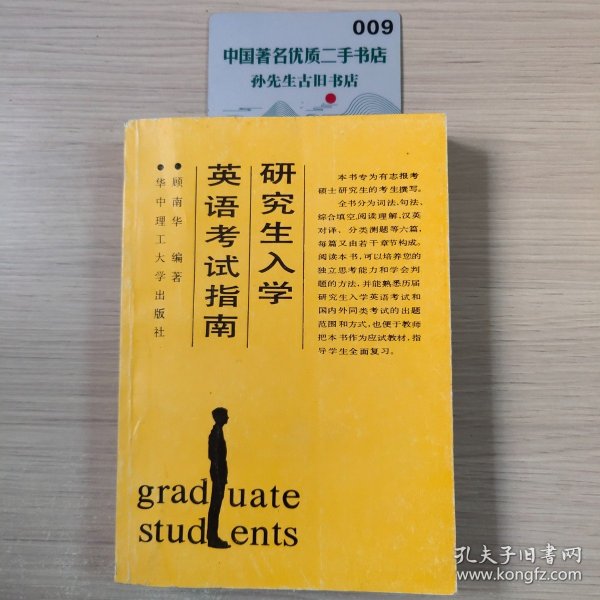 009
中国著名优质二手书店
孙先生古旧书店
研究生入学
英语考试指南
●顾南华 编著
●华中理工大学出版社
本书专为有志报考
硕士研究生的考生撰写。
全书分为词法、句法、
综合填空、阅读理解、汉英
对译、分类测题等六篇,
每篇又由若干章节构成。
阅读本书,可以培养您的
独立思考能力和学会判
题的方法,并能熟悉历届
研究生入学英语考试和
国内外同类考试的出题
范围和方式,也便于教师
把本书作为应试教材,指
导学生全面复习。
graduate
students
孔夫子旧书网
www.kongfz.com